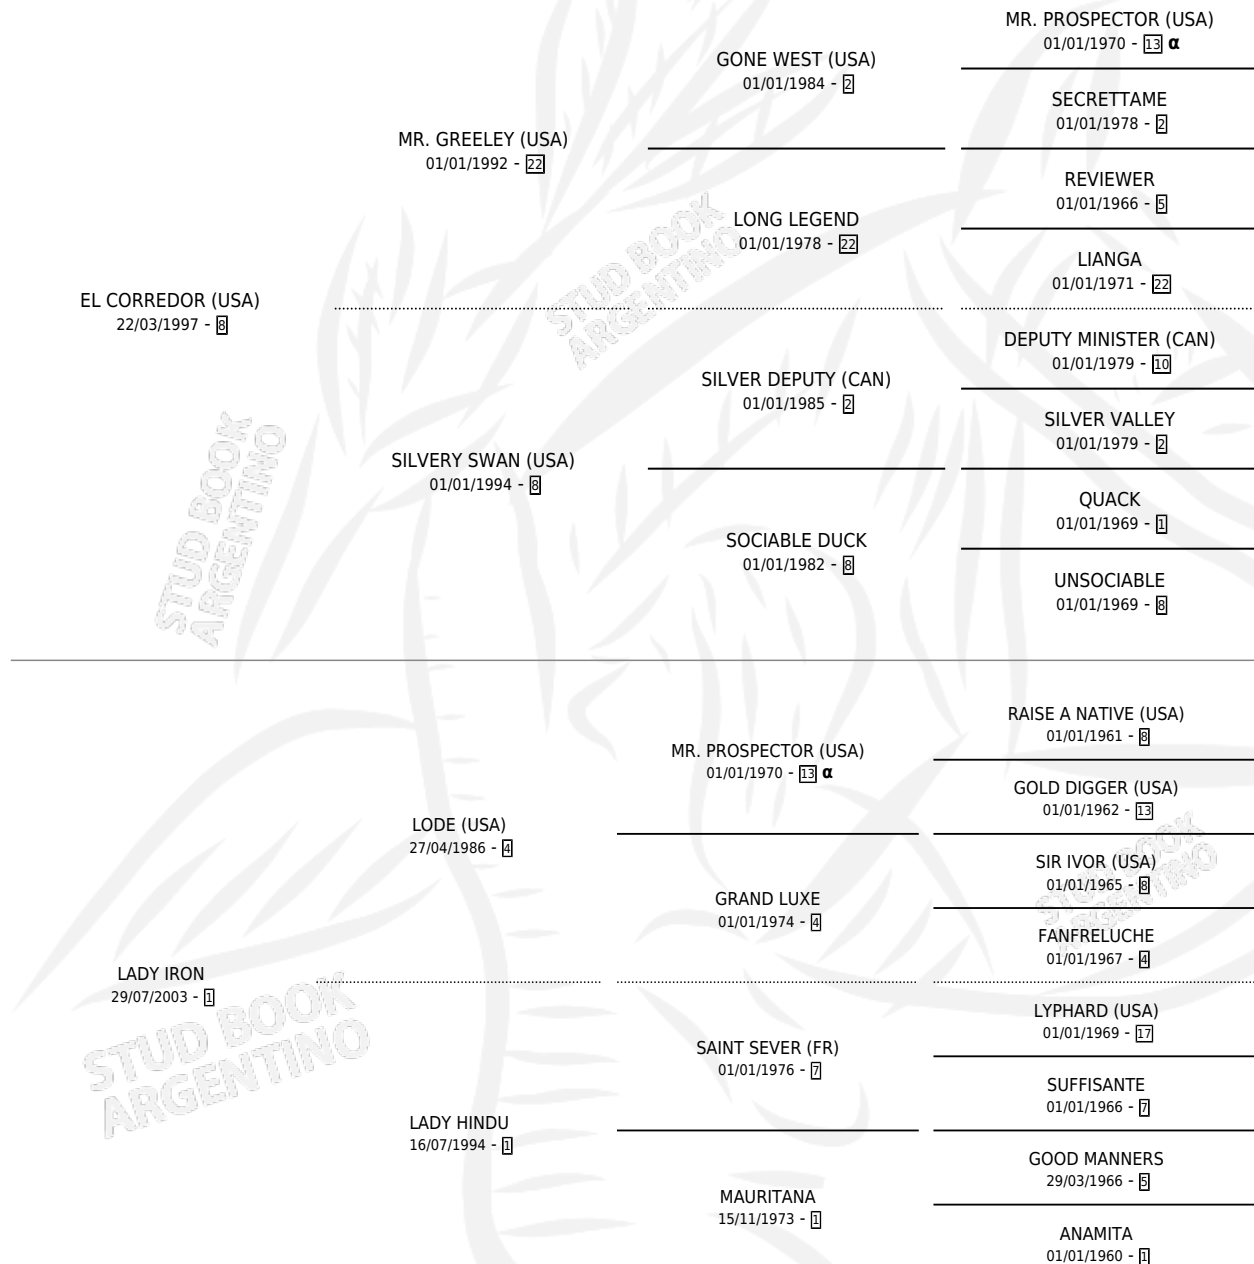 MR. PROSPECTOR (USA)
01/01/1970 - 13 α
GONE WEST (USA)
01/01/1984 - 2
SECRETTAME
01/01/1978 - 2
MR. GREELEY (USA)
01/01/1992 - 22
REVIEWER
01/01/1966 - 5
LONG LEGEND
01/01/1978 - 22
LIANGA
01/01/1971 - 22
EL CORREDOR (USA)
22/03/1997 - 8
DEPUTY MINISTER (CAN)
01/01/1979 - 10
SILVER DEPUTY (CAN)
01/01/1985 - 2
SILVER VALLEY
01/01/1979 - 2
SILVERY SWAN (USA)
01/01/1994 - 8
QUACK
01/01/1969 - 1
SOCIABLE DUCK
01/01/1982 - 8
UNSOCIABLE
01/01/1969 - 8
RAISE A NATIVE (USA)
01/01/1961 - 8
MR. PROSPECTOR (USA)
01/01/1970 - 13 α
GOLD DIGGER (USA)
01/01/1962 - 13
LODE (USA)
27/04/1986 - 4
SIR IVOR (USA)
01/01/1965 - 8
GRAND LUXE
01/01/1974 - 4
FANFRELUCHE
01/01/1967 - 4
LADY IRON
29/07/2003 - 1
LYPHARD (USA)
01/01/1969 - 17
SAINT SEVER (FR)
01/01/1976 - 7
SUFFISANTE
01/01/1966 - 7
LADY HINDU
16/07/1994 - 1
GOOD MANNERS
29/03/1966 - 5
MAURITANA
15/11/1973 - 1
ANAMITA
01/01/1960 - 1
STUD BOOK
ARGENTINO
STUD BOOK
ARGENTINO
STUD BOOK
ARGENTINO
STUD BOOK
ARGENTINO